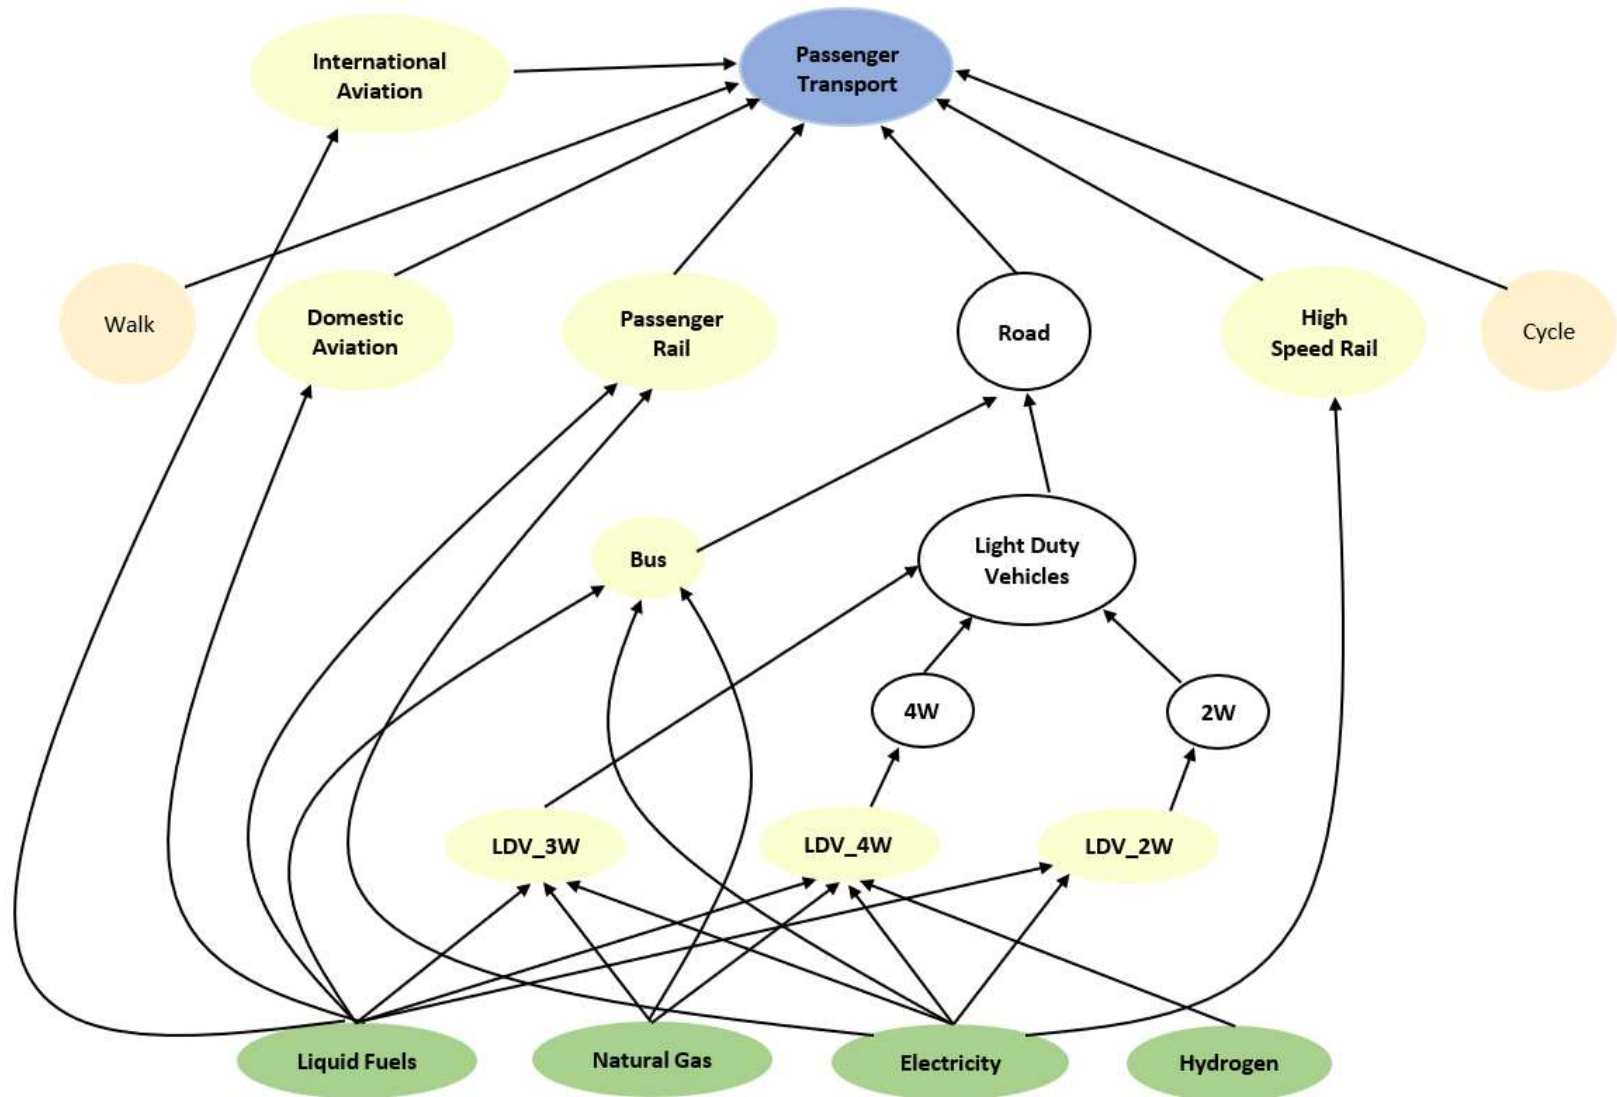 International
Aviation
Passenger
Transport
Walk
Domestic
Aviation
Passenger
Rail
Road
High
Speed Rail
Cycle
Bus
Light Duty
Vehicles
4W
2W
LDV_3W
LDV_4W
LDV_2W
Liquid Fuels
Natural Gas
Electricity
Hydrogen